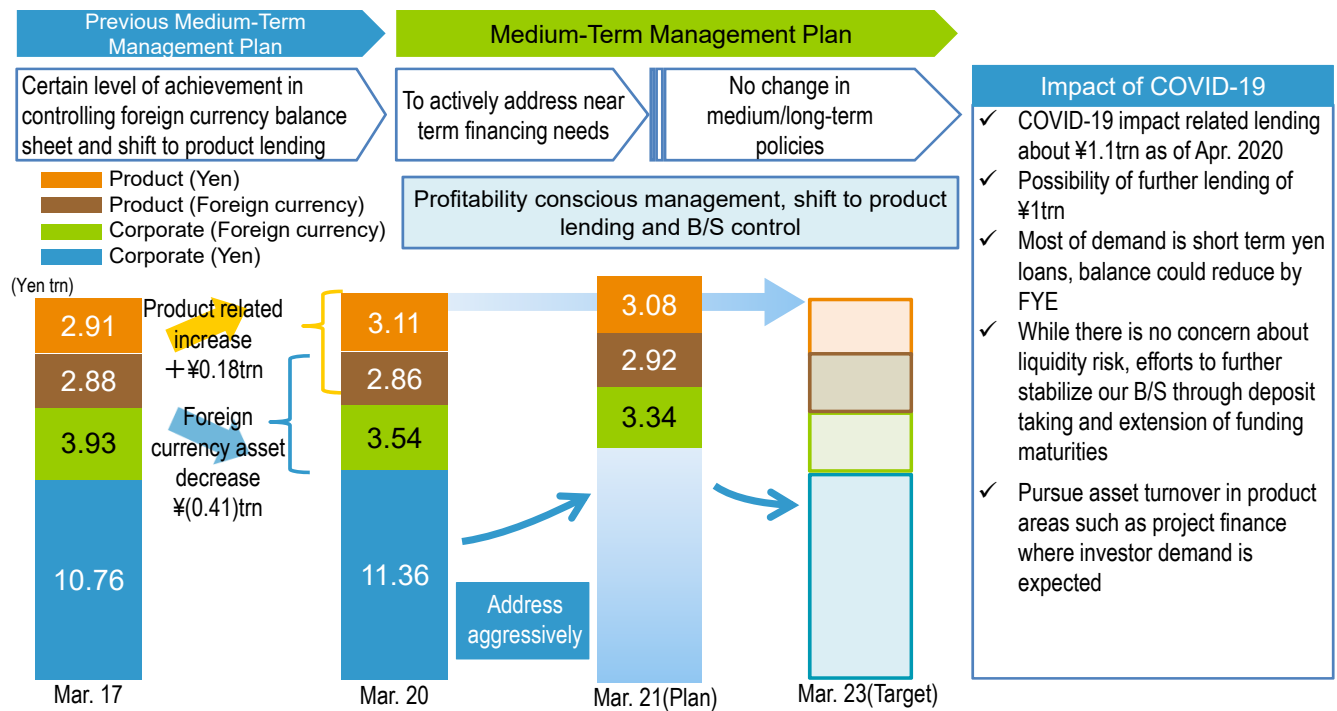 Previous Medium-Term
Management Plan
Medium-Term Management Plan
Certain level of achievement in
controlling foreign currency balance
sheet and shift to product lending
To actively address near
term financing needs
No change in
medium/long-term
policies
Profitability conscious management, shift to product
lending and B/S control
Product (Yen)
Product (Foreign currency)
Corporate (Foreign currency)
Corporate (Yen)
(Yen trn)
2.91
2.88
3.93
10.76
Mar. 17
Product related
increase
+¥0.18trn
Foreign
currency asset
decrease
¥(0.41)trn
3.11
2.86
3.54
11.36
Mar. 20
Address
aggressively
3.08
2.92
3.34
Mar. 21(Plan)
Mar. 23(Target)
Impact of COVID-19
✓ COVID-19 impact related lending
about ¥1.1trn as of Apr. 2020
✓ Possibility of further lending of
¥1trn
✓ Most of demand is short term yen
loans, balance could reduce by
FYE
✓ While there is no concern about
liquidity risk, efforts to further
stabilize our B/S through deposit
taking and extension of funding
maturities
✓ Pursue asset turnover in product
areas such as project finance
where investor demand is
expected